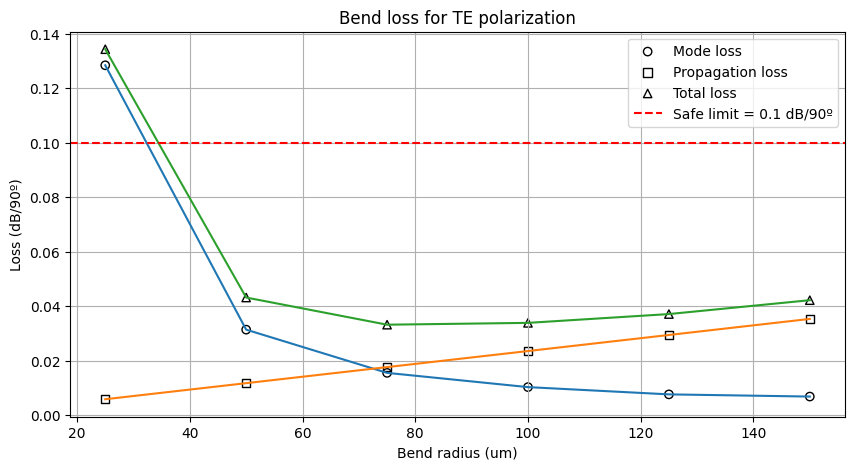 Bend loss for TE polarization
0.14
0.12
0.10
0.08
0.06
0.04
0.02
0.00
Loss (dB/90º)
Mode loss
Propagation loss
Total loss
Safe limit = 0.1 dB/90º
20
40
60
80
100
120
140
Bend radius (um)